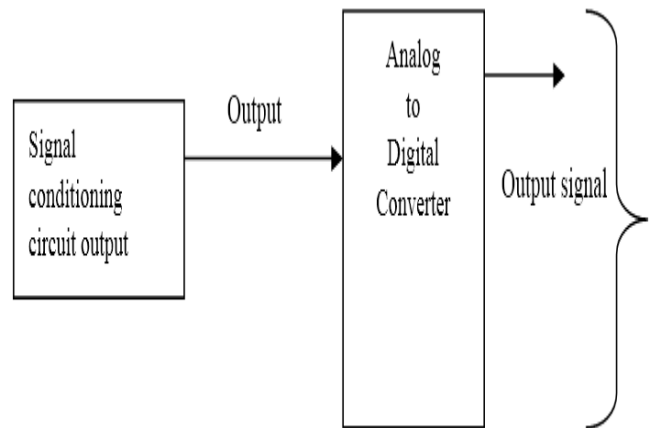 Signal
conditioning
circuit output
Output
Analog
to
Digital
Converter
Output signal